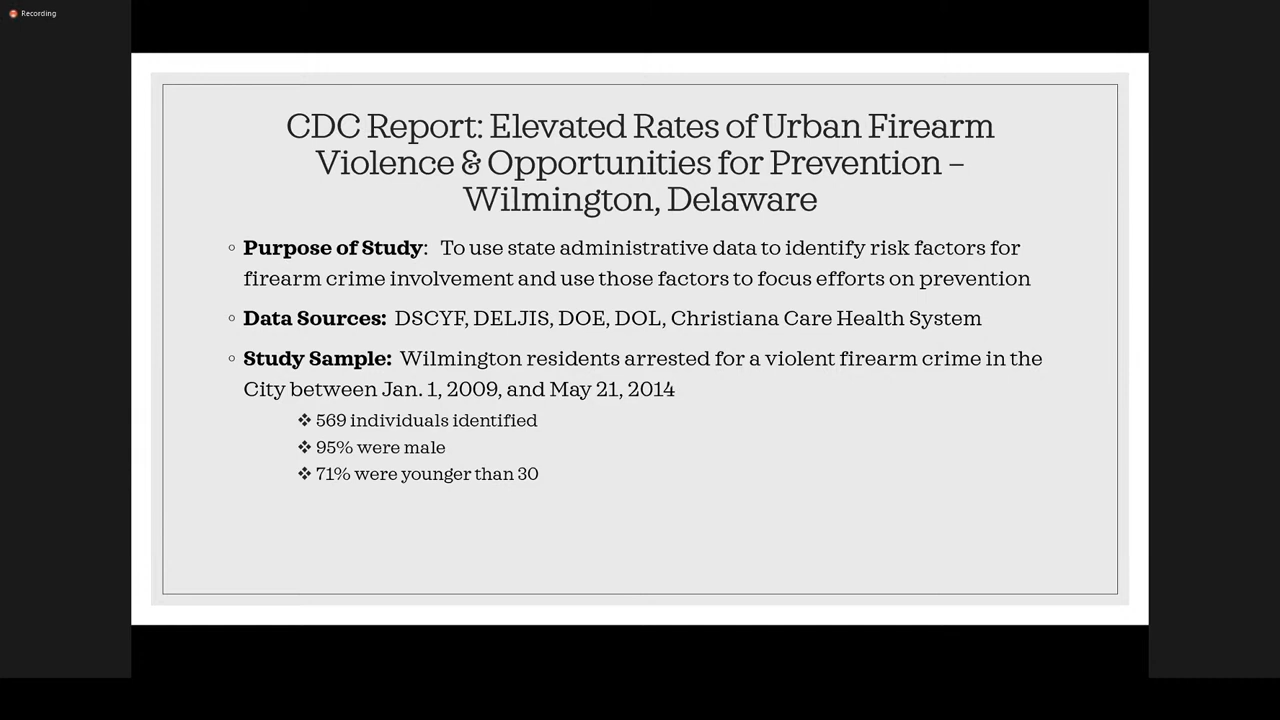 Recording
CDC Report: Elevated Rates of Urban Firearm
Violence & Opportunities for Prevention –
Wilmington, Delaware
◦ Purpose of Study: To use state administrative data to identify risk factors for
firearm crime involvement and use those factors to focus efforts on prevention
◦ Data Sources: DSCYF, DELJIS, DOE, DOL, Christiana Care Health System
◦ Study Sample: Wilmington residents arrested for a violent firearm crime in the
City between Jan. 1, 2009, and May 21, 2014
❖ 569 individuals identified
❖ 95% were male
❖ 71% were younger than 30